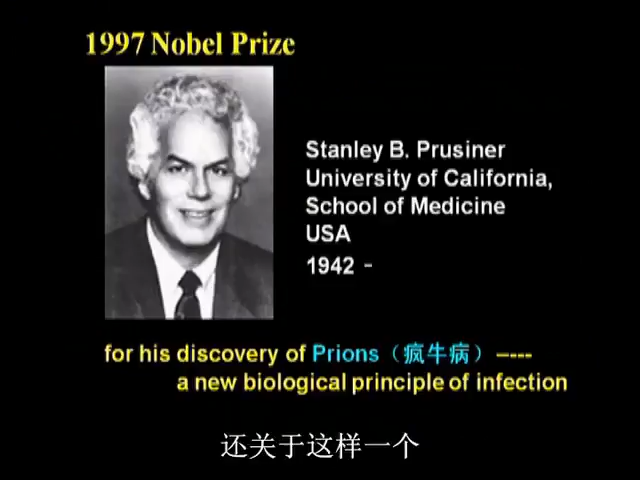 1997 Nobel Prize
Stanley B. Prusiner
University of California,
School of Medicine
USA
1942 -
for his discovery of Prions（疯牛病）-----
a new biological principle of infection
还关于这样一个